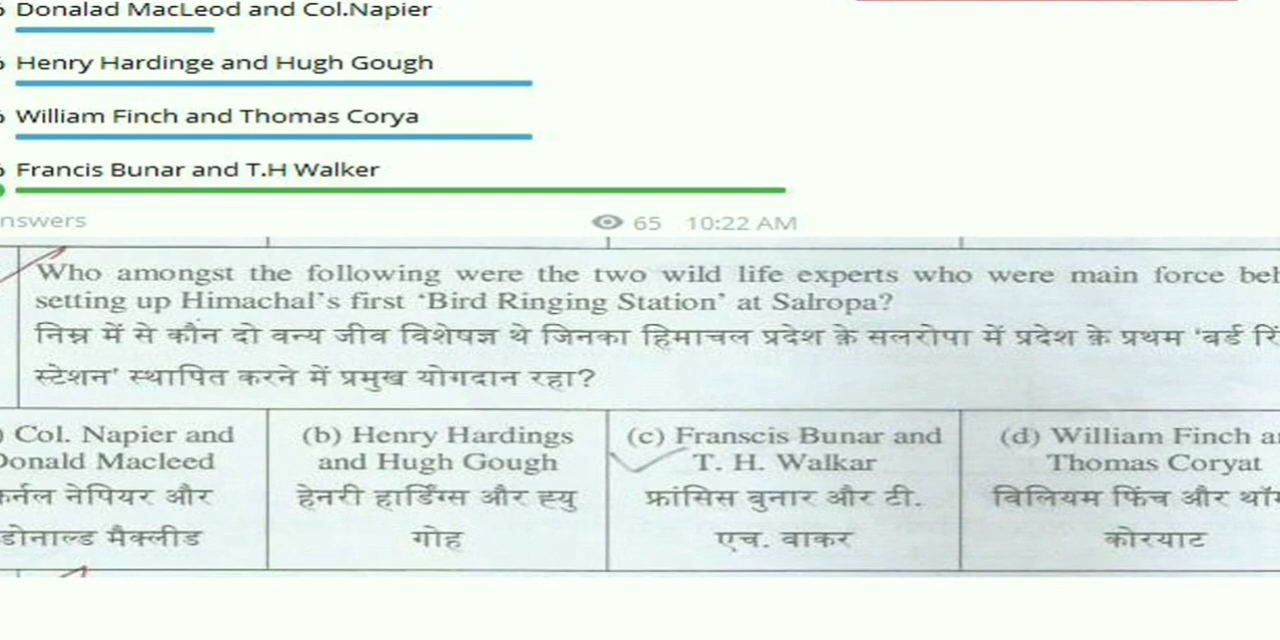 Donalad MacLeod and Col.Napier
Henry Hardinge and Hugh Gough
William Finch and Thomas Corya
Francis Bunar and T.H Walker
nswers 65 10:22 AM
Who amongst the following were the two wild life experts who were main force beh
setting up Himachal's first 'Bird Ringing Station' at Salropa?
निम्न में से कौन दो वन्य जीव विशेषज्ञ थे जिनका हिमाचल प्रदेश के सलरोपा में प्रदेश के प्रथम 'बर्ड रिं
स्टेशन' स्थापित करने में प्रमुख योगदान रहा?
) Col. Napier and
Donald Macleed
कर्नल नेपियर और
डोनाल्ड मैक्लीड
(b) Henry Hardings
and Hugh Gough
हेनरी हार्डिंग्स और ह्यु
गोह
(c) Franscis Bunar and
T. H. Walkar
फ्रांसिस बुनार और टी.
एच. वाकर
(d) William Finch an
Thomas Coryat
विलियम फिंच और थॉम
कोरयाट